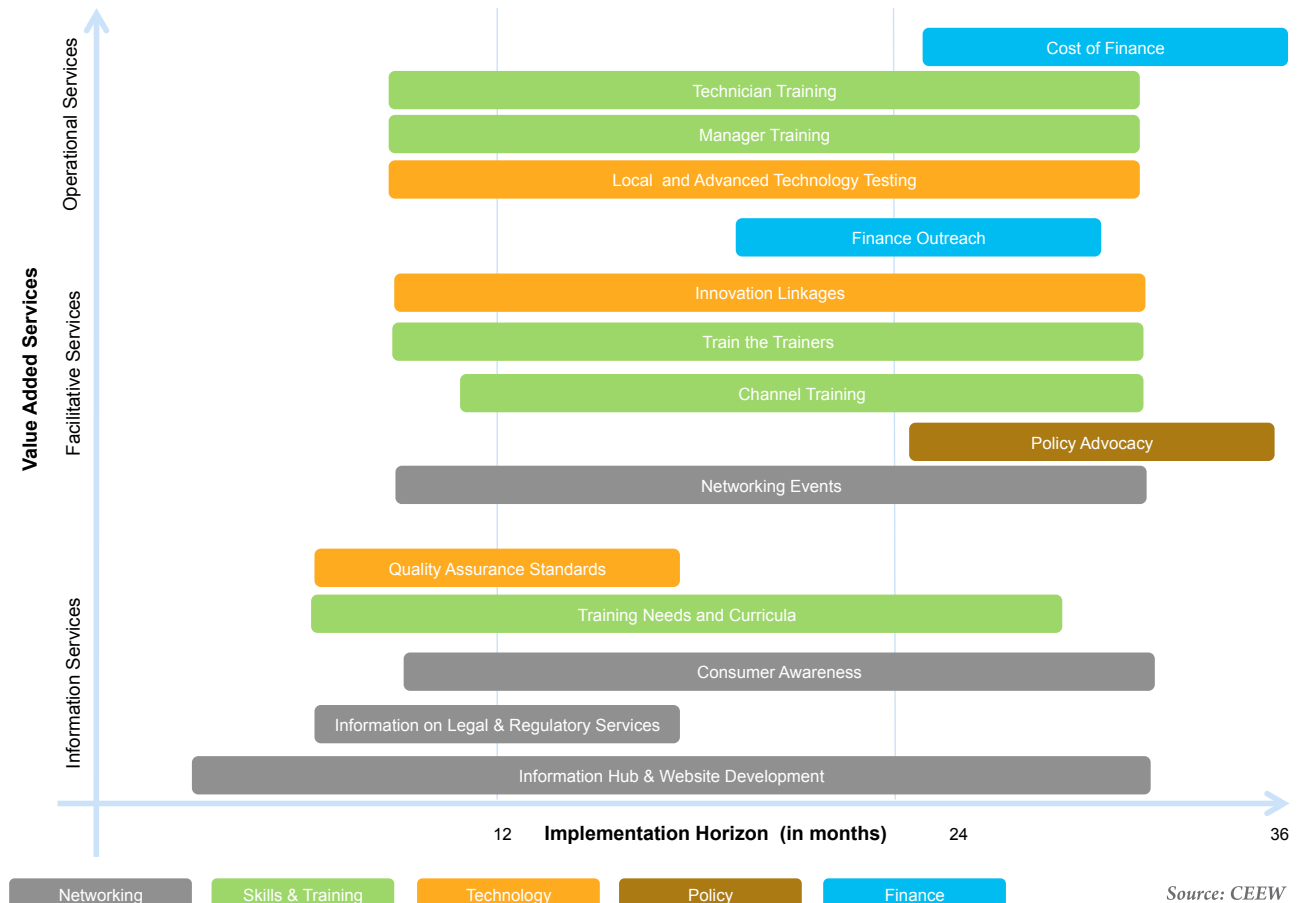 Value Added Services
Operational Services
Facilitative Services
Information Services
Cost of Finance
Technician Training
Manager Training
Local and Advanced Technology Testing
Finance Outreach
Innovation Linkages
Train the Trainers
Channel Training
Policy Advocacy
Networking Events
Quality Assurance Standards
Training Needs and Curricula
Consumer Awareness
Information on Legal & Regulatory Services
Information Hub & Website Development
12 Implementation Horizon (in months) 24 36
Networking Skills & Training Technology Policy Finance Source: CEEW